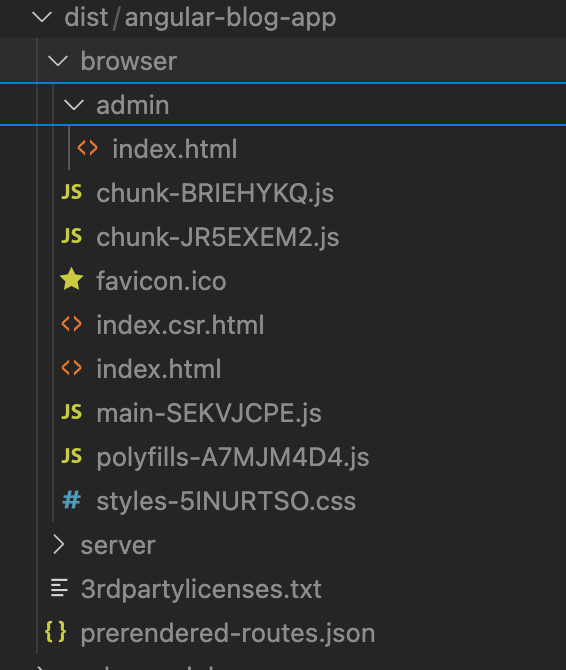 dist/angular-blog-app
browser
admin
<> index.html
JS chunk-BRIEHYKQ.js
JS chunk-JR5EXEM2.js
favicon.ico
<> index.csr.html
<> index.html
JS main-SEKVJCPE.js
JS polyfills-A7MJM4D4.js
# styles-5INURTSO.css
server
3rdpartylicenses.txt
{} prerendered-routes.json